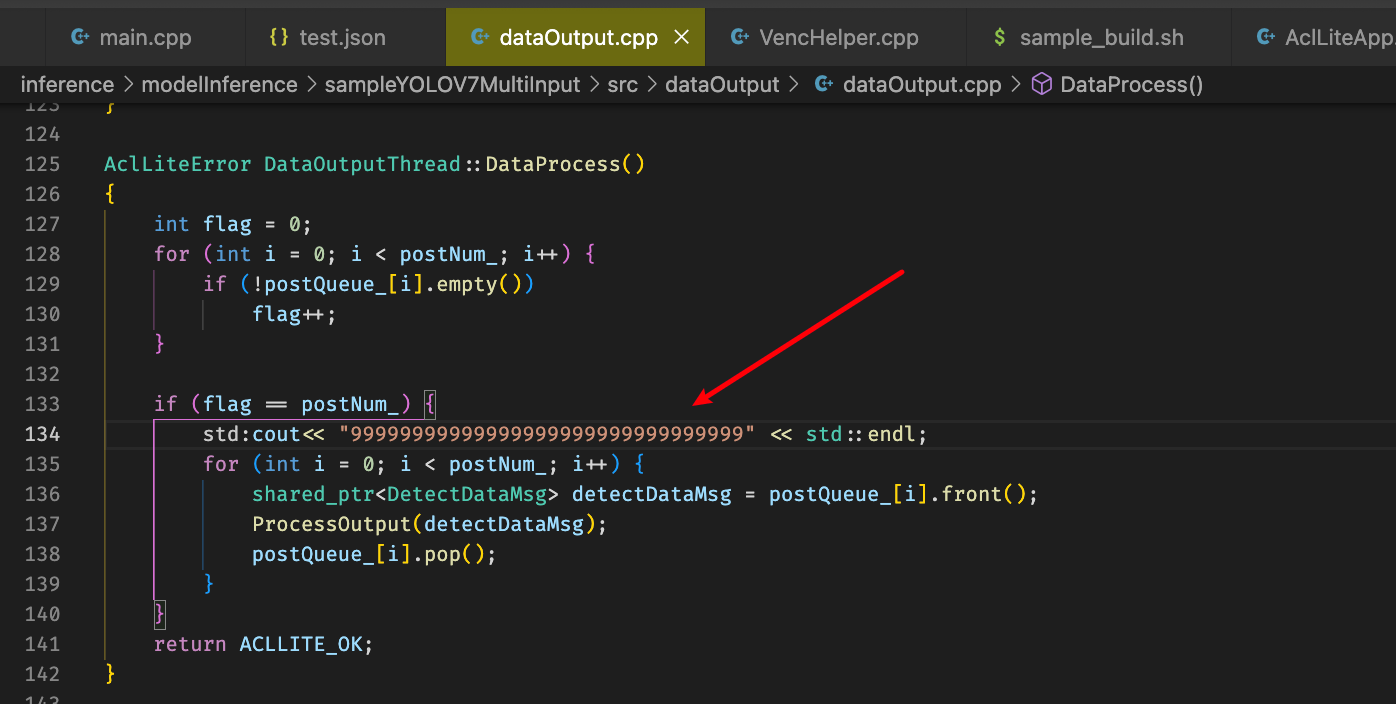 main.cpp {} test.json dataOutput.cpp VencHelper.cpp $ sample_build.sh AclLiteApp.
inference > modelInference > sampleYOLOV7MultiInput > src > dataOutput > dataOutput.cpp > DataProcess()
123 }
124
125 AclLiteError DataOutputThread::DataProcess()
126 {
127 int flag = 0;
128 for (int i = 0; i < postNum_; i++) {
129 if (!postQueue_[i].empty())
130 flag++;
131 }
132
133 if (flag == postNum_) {
134 std:cout<< "99999999999999999999999999999999" << std::endl;
135 for (int i = 0; i < postNum_; i++) {
136 shared_ptr<DetectDataMsg> detectDataMsg = postQueue_[i].front();
137 ProcessOutput(detectDataMsg);
138 postQueue_[i].pop();
139 }
140 }
141 return ACLLITE_OK;
142 }
143